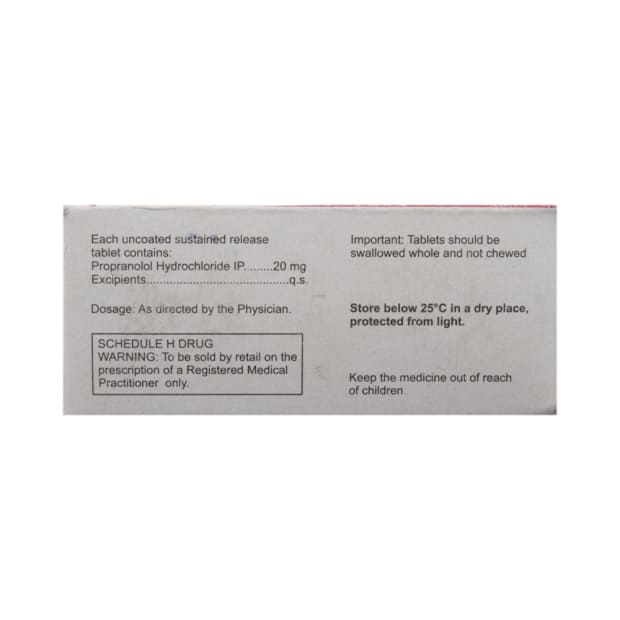 Each uncoated sustained release
tablet contains:
Propranolol Hydrochloride IP.........20 mg
Excipients..........................................q.s.
Dosage: As directed by the Physician.
SCHEDULE H DRUG
WARNING: To be sold by retail on the
prescription of a Registered Medical
Practitioner only.
Important: Tablets should be
swallowed whole and not chewed
Store below 25°C in a dry place,
protected from light.
Keep the medicine out of reach
of children